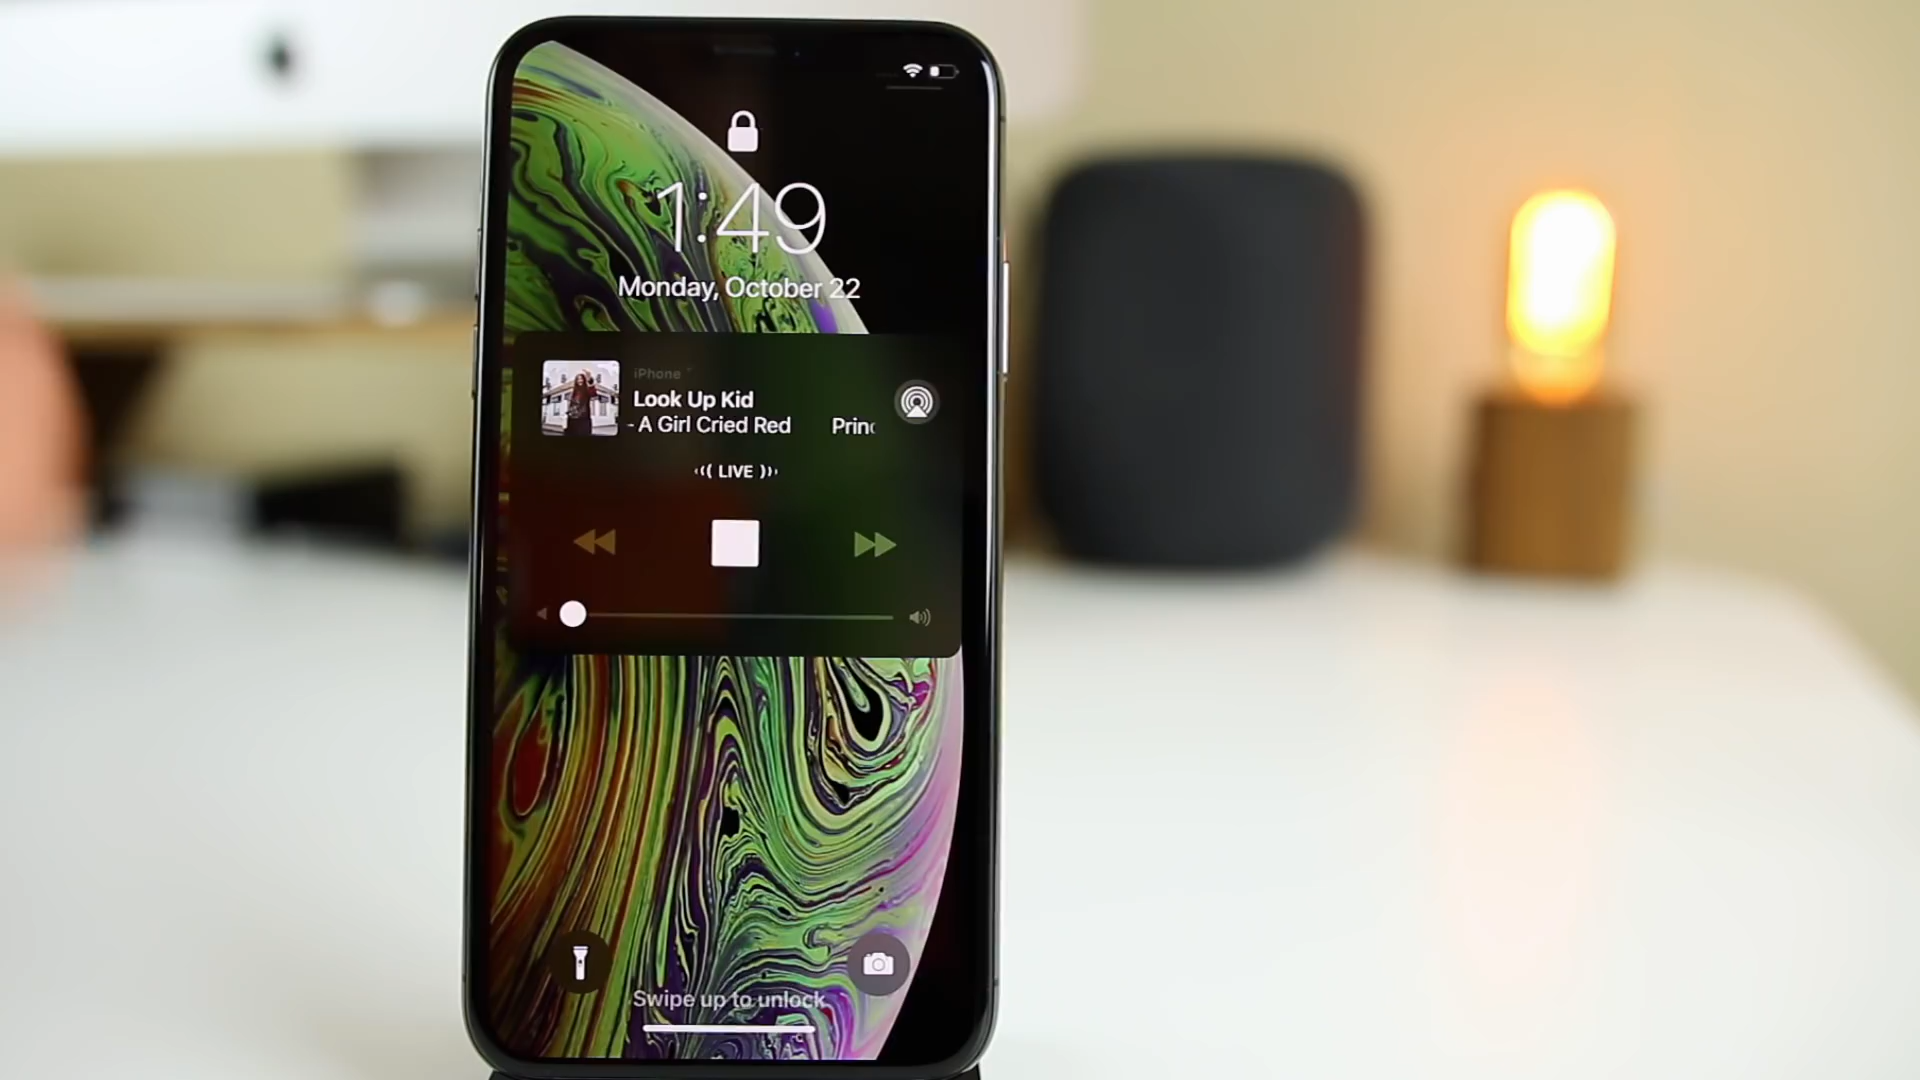 1:49
Monday, October 22
iPhone
Look Up Kid
- A Girl Cried Red Princ
LIVE
Swipe up to unlock